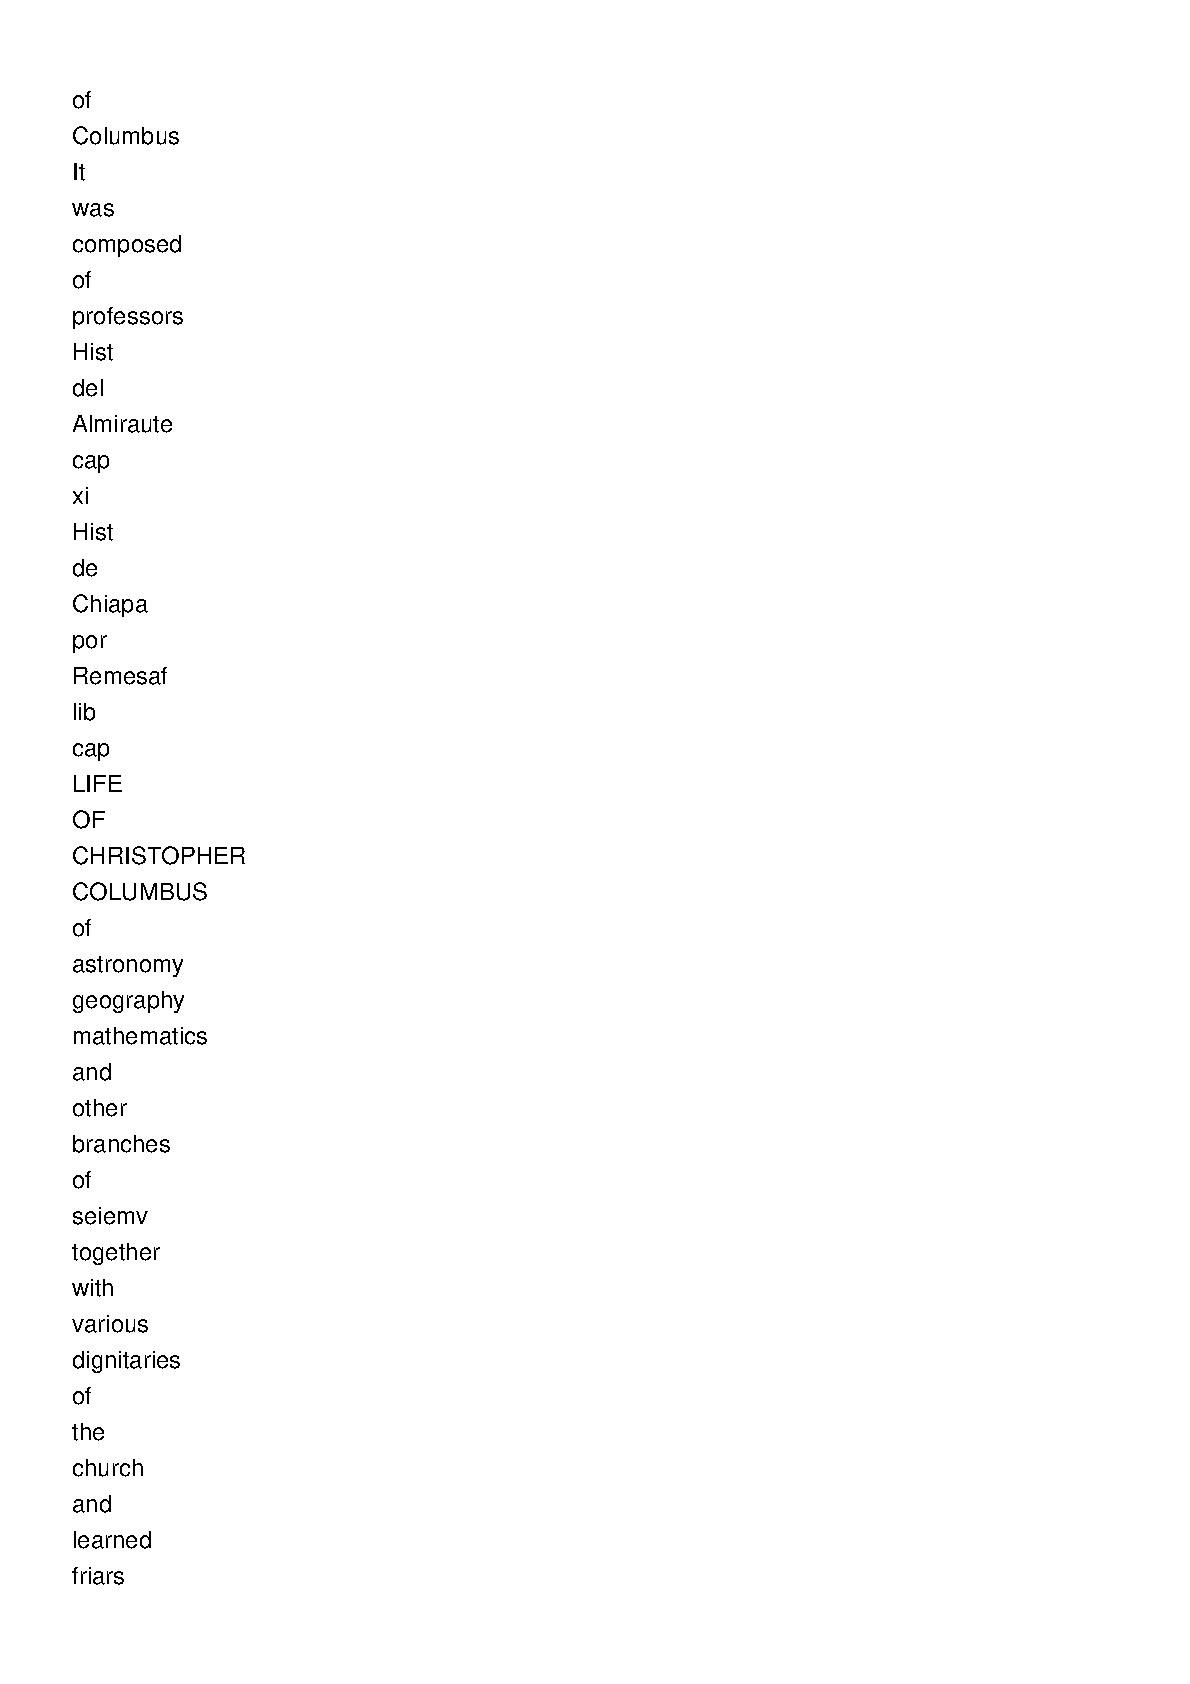 of
Columbus
It
was
composed
of
professors
Hist
del
Almiraute
cap
xi
Hist
de
Chiapa
por
Remesaf
lib
cap
LIFE
OF
CHRISTOPHER
COLUMBUS
of
astronomy
geography
mathematics
and
other
branches
of
seiemv
together
with
various
dignitaries
of
the
church
and
learned
friars